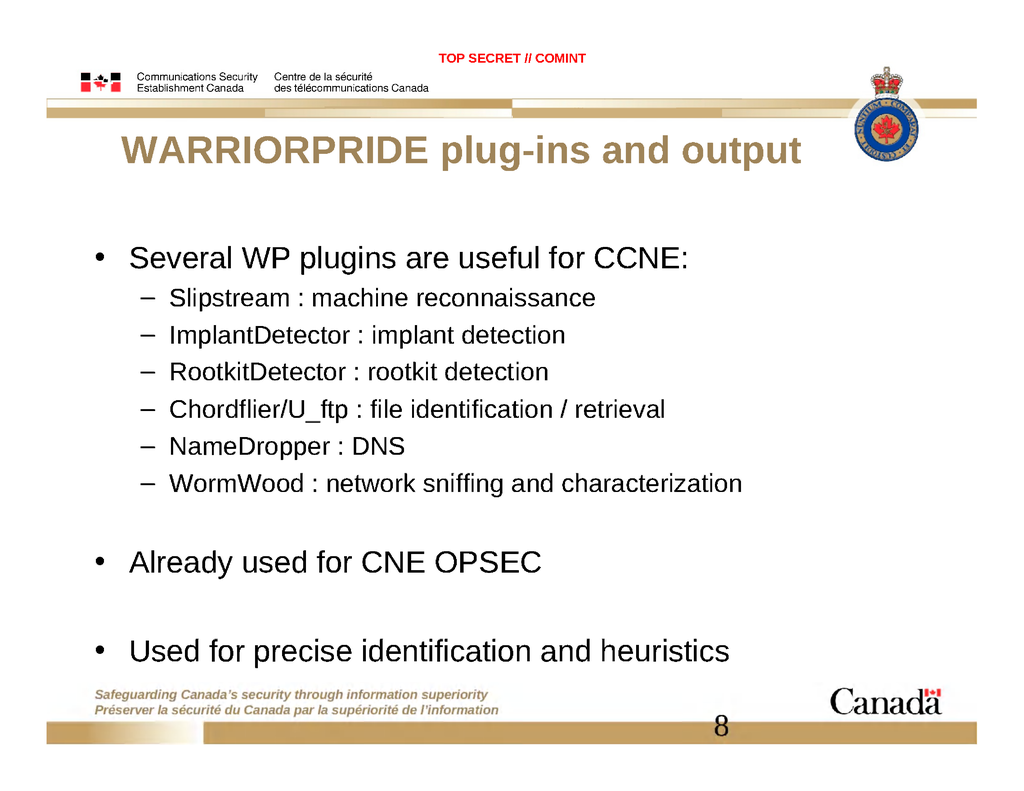 TOP SECRET // COMINT
Communications Security Centre de la sécurité
Establishment Canada des télécommunications Canada
WARRIORPRIDE plug-ins and output
• Several WP plugins are useful for CCNE:
– Slipstream : machine reconnaissance
– ImplantDetector : implant detection
– RootkitDetector : rootkit detection
– Chordflier/U_ftp : file identification / retrieval
– NameDropper : DNS
– WormWood : network sniffing and characterization
• Already used for CNE OPSEC
• Used for precise identification and heuristics
Safeguarding Canada's security through information superiority
Préserver la sécurité du Canada par la supériorité de l'information
Canada
8